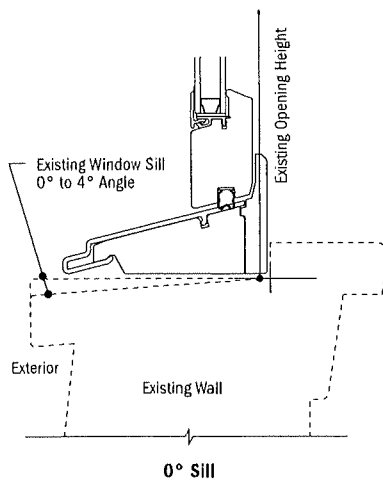 Existing Opening Height
Existing Window Sill
0° to 4° Angle
Exterior
Existing Wall
0° Sill